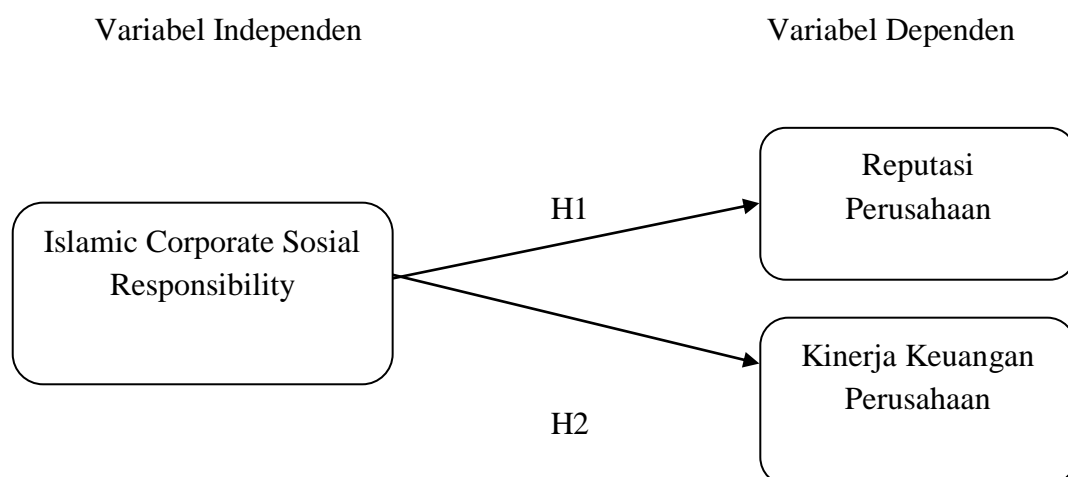 Variabel Independen
Variabel Dependen
Reputasi
Perusahaan
H1
Islamic Corporate Sosial
Responsibility
Kinerja Keuangan
Perusahaan
H2